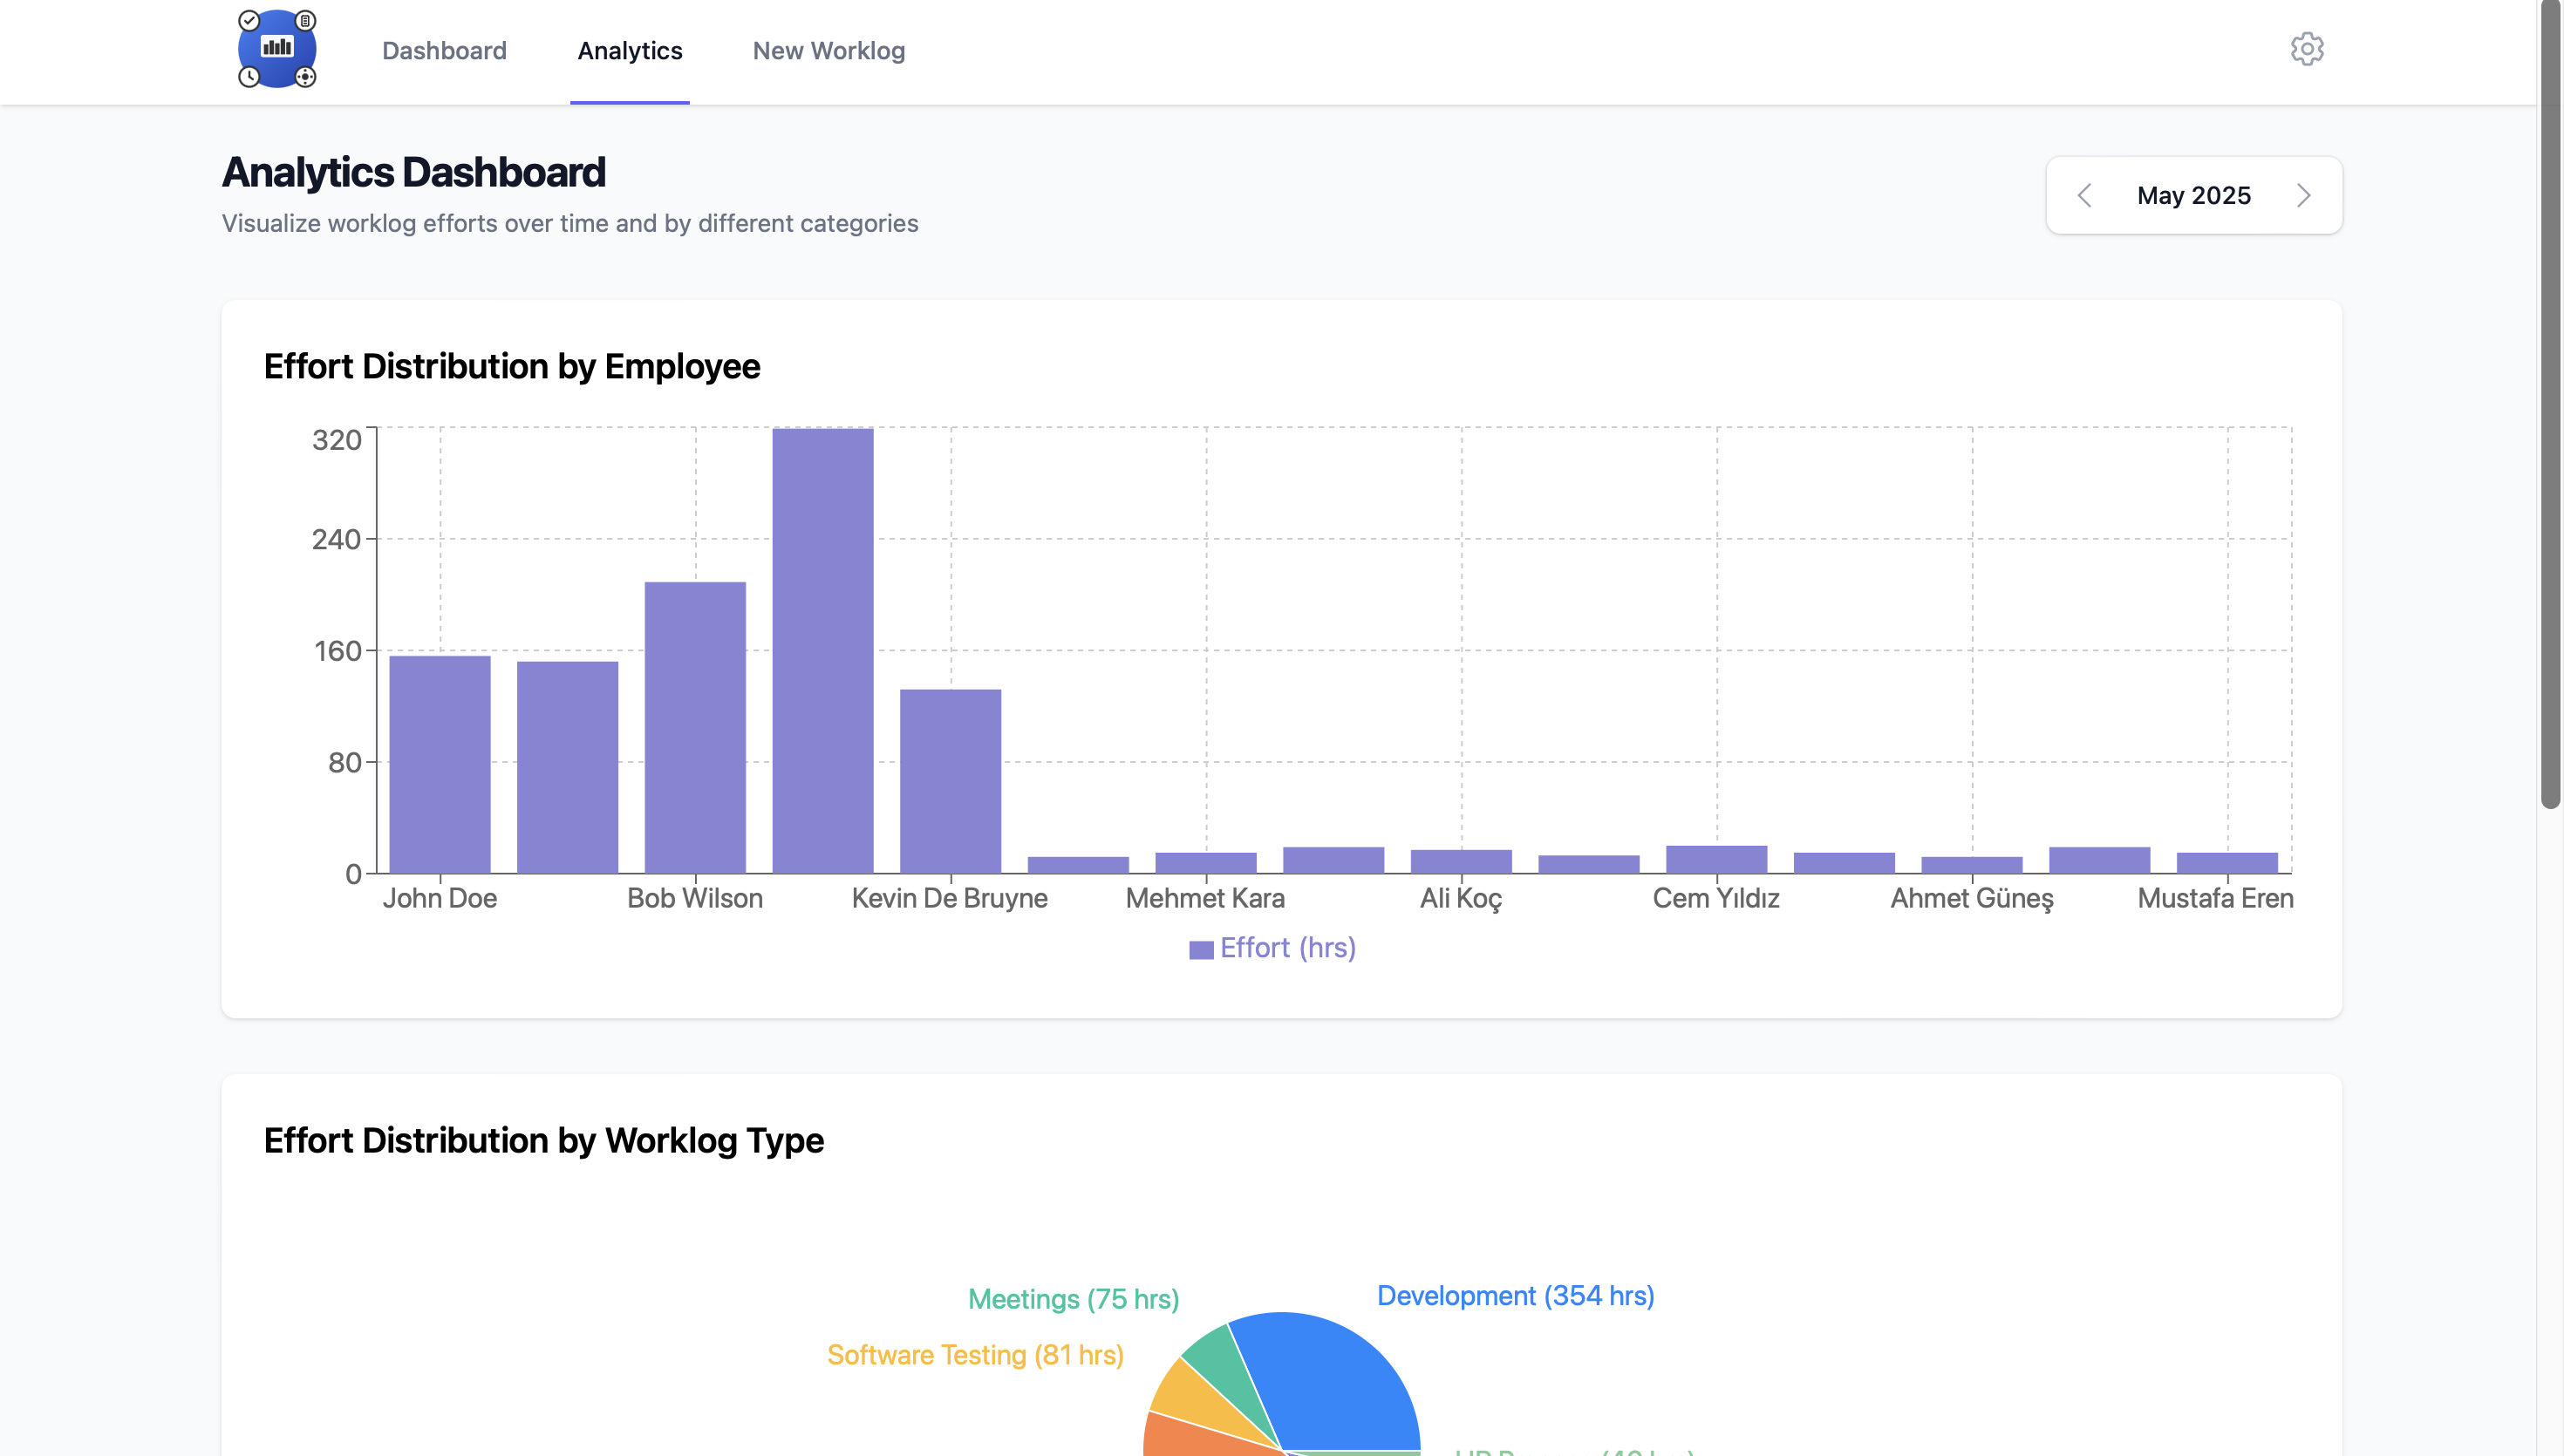 Dashboard Analytics New Worklog
Analytics Dashboard
May 2025
Visualize worklog efforts over time and by different categories
Effort Distribution by Employee
320
240
160
80
0
John Doe Bob Wilson Kevin De Bruyne Mehmet Kara Ali Koç Cem Yıldız Ahmet Güneş Mustafa Eren
Effort (hrs)
Effort Distribution by Worklog Type
Meetings (75 hrs)
Development (354 hrs)
Software Testing (81 hrs)